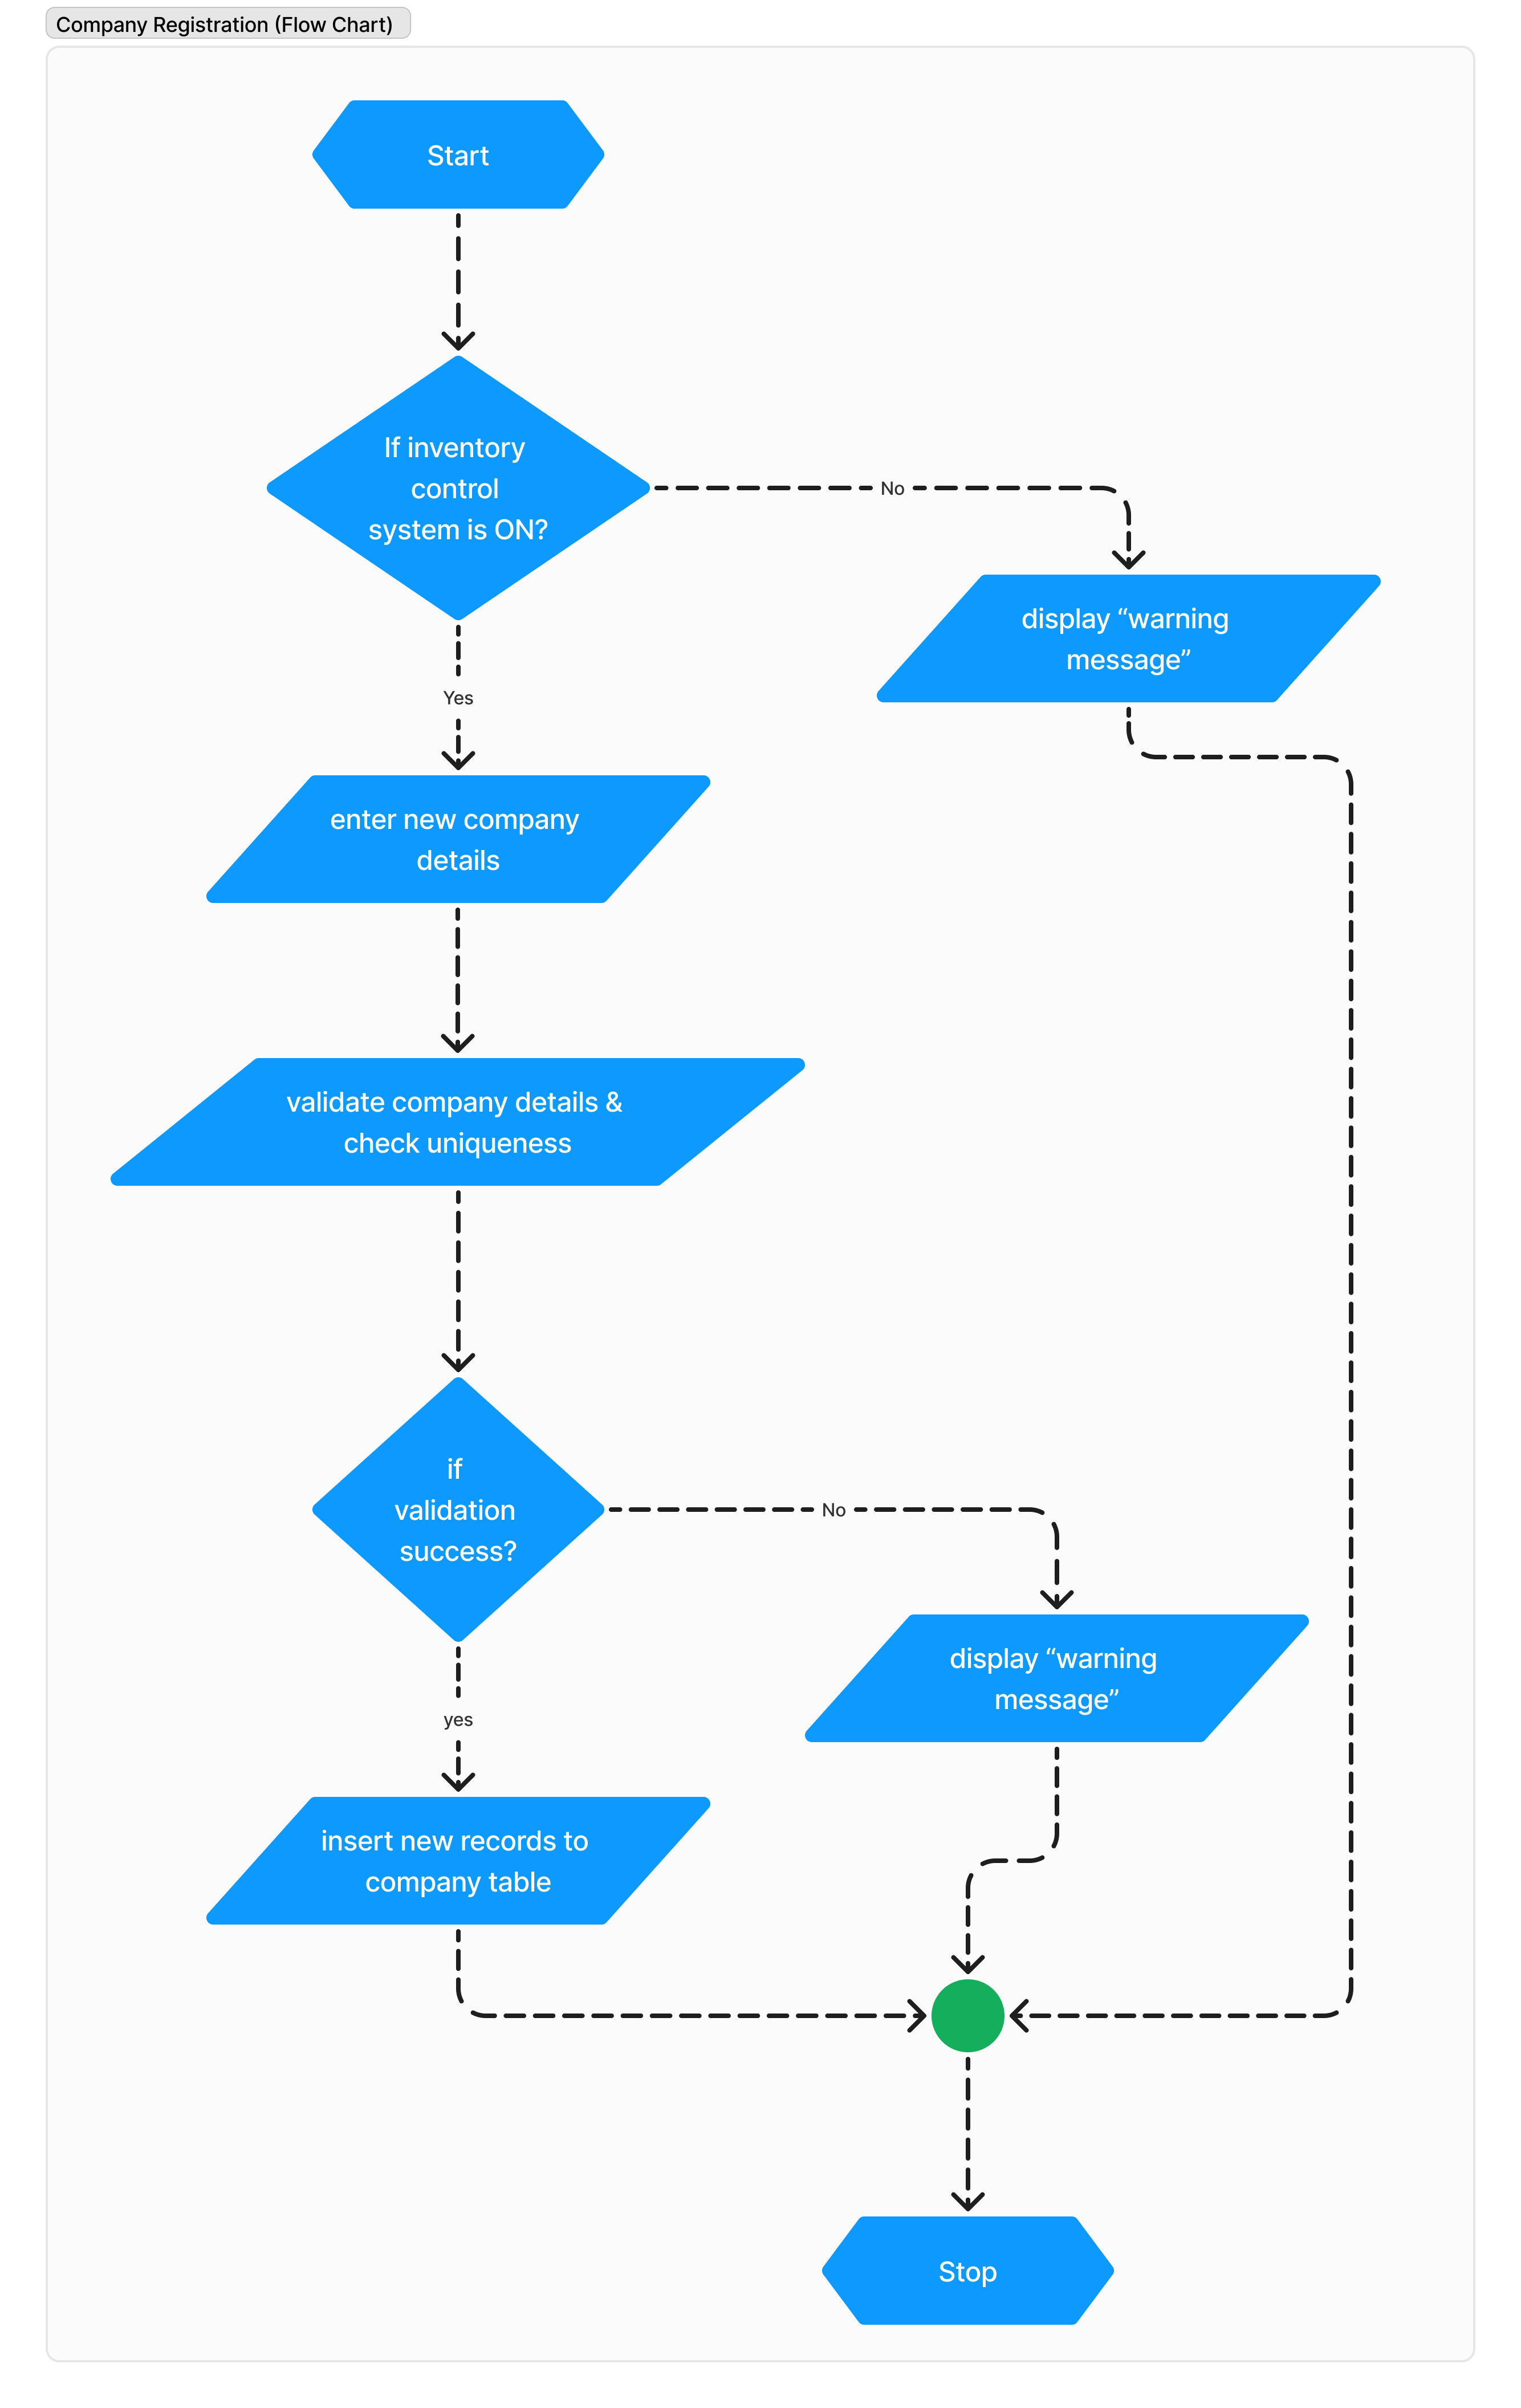 Company Registration (Flow Chart)
Start
If inventory
control
system is ON?
No
display “warning
message”
Yes
enter new company
details
validate company details &
check uniqueness
if
validation
success?
No
display “warning
message”
yes
insert new records to
company table
Stop